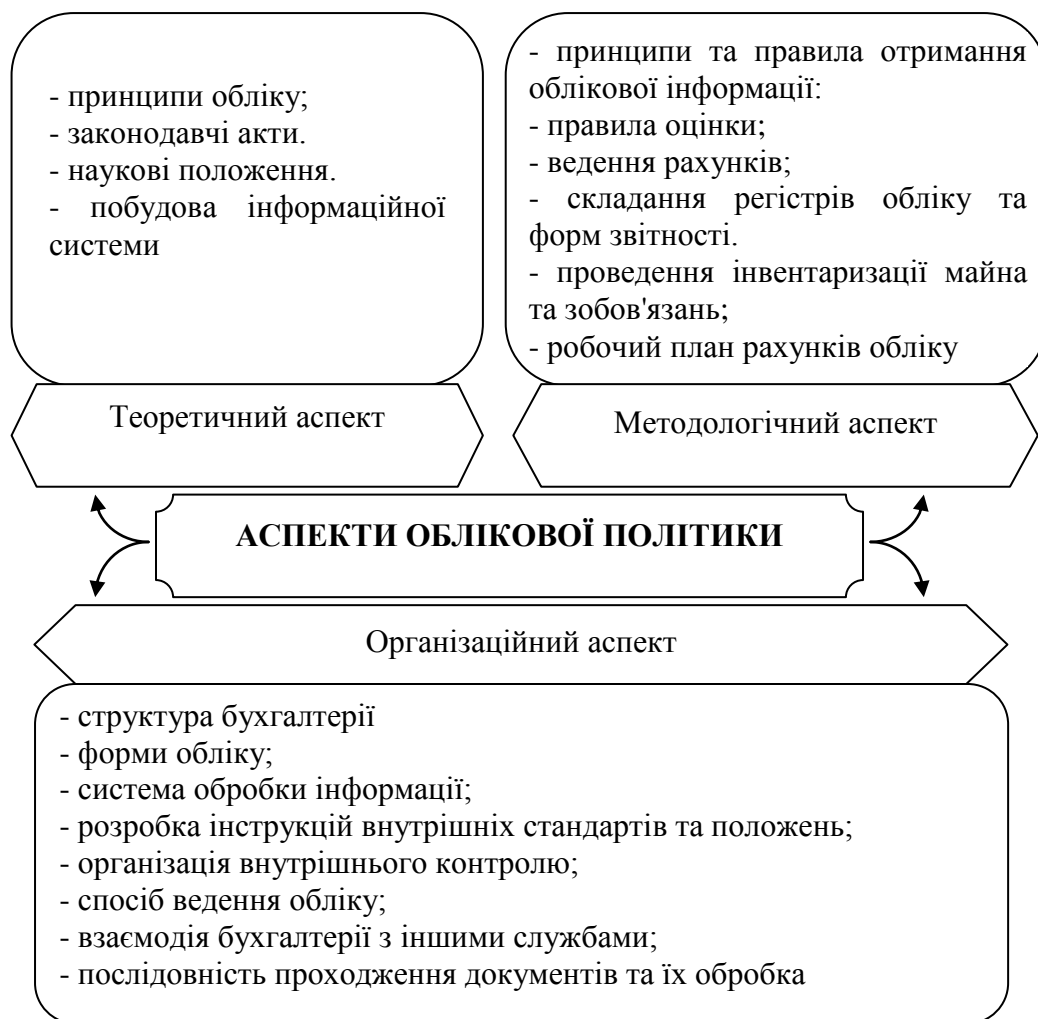 - принципи обліку;
- законодавчі акти.
- наукові положення.
- побудова інформаційної
системи
- принципи та правила отримання
облікової інформації:
- правила оцінки;
- ведення рахунків;
- складання регістрів обліку та
форм звітності.
- проведення інвентаризації майна
та зобов'язань;
- робочий план рахунків обліку
Теоретичний аспект
Методологічний аспект
АСПЕКТИ ОБЛІКОВОЇ ПОЛІТИКИ
Організаційний аспект
- структура бухгалтерії
- форми обліку;
- система обробки інформації;
- розробка інструкцій внутрішніх стандартів та положень;
- організація внутрішнього контролю;
- спосіб ведення обліку;
- взаємодія бухгалтерії з іншими службами;
- послідовність проходження документів та їх обробка